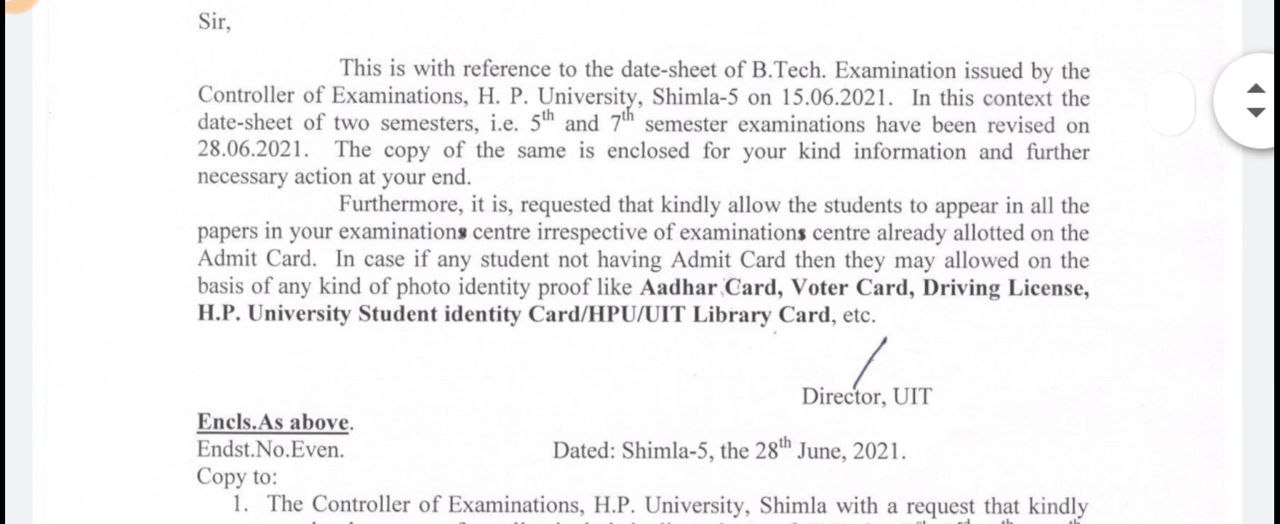 Sir,
This is with reference to the date-sheet of B.Tech. Examination issued by the
Controller of Examinations, H. P. University, Shimla-5 on 15.06.2021. In this context the
date-sheet of two semesters, i.e. 5th and 7th semester examinations have been revised on
28.06.2021. The copy of the same is enclosed for your kind information and further
necessary action at your end.
Furthermore, it is, requested that kindly allow the students to appear in all the
papers in your examinations centre irrespective of examinations centre already allotted on the
Admit Card. In case if any student not having Admit Card then they may allowed on the
basis of any kind of photo identity proof like Aadhar Card, Voter Card, Driving License,
H.P. University Student identity Card/HPU/UIT Library Card, etc.
Director, UIT
Encls.As above.
Endst.No.Even. Dated: Shimla-5, the 28th June, 2021.
Copy to:
1. The Controller of Examinations, H.P. University, Shimla with a request that kindly